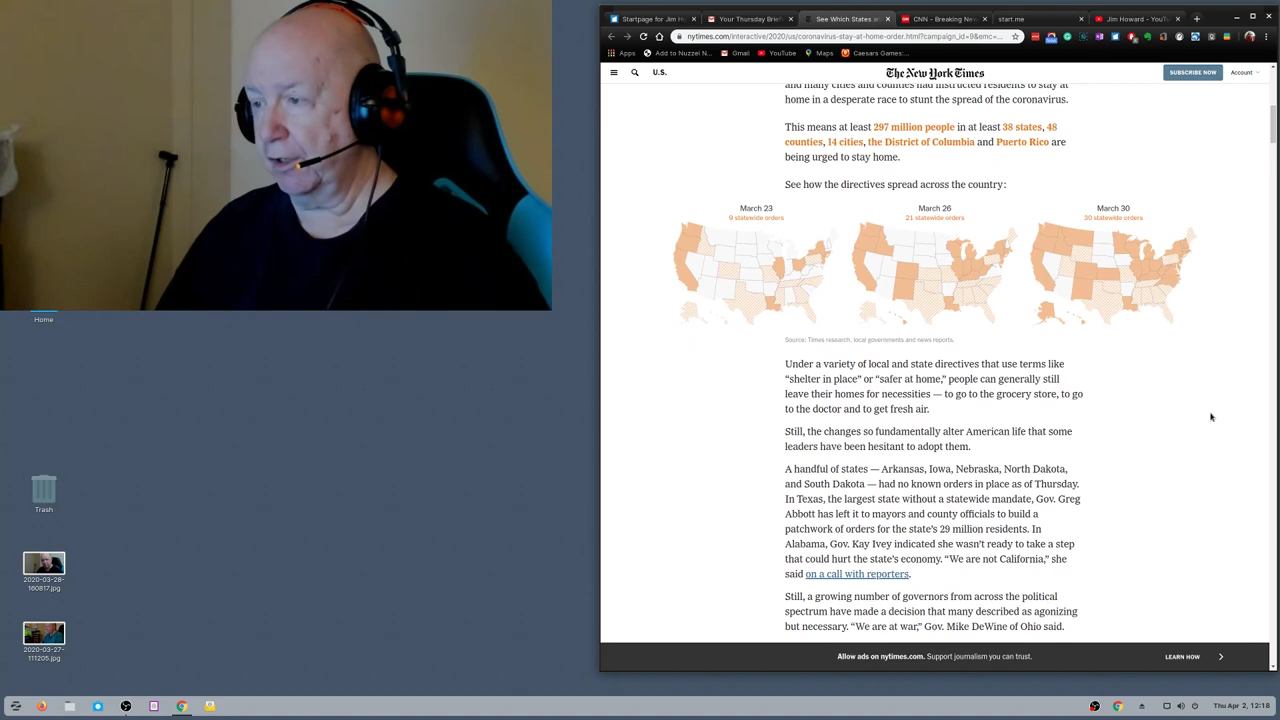 Startpage for Jim H
Your Thursday Brief
See Which States a
CNN – Breaking Nev
start.me
Jim Howard – YouT
nytimes.com/interactive/2020/us/coronavirus-stay-at-home-order.html?campaign_id=9&emc=...
Apps
Add to Nuzzel N...
Gmail
YouTube
Maps
Caesars Games:...
U.S.
The New York Times
SUBSCRIBE NOW
Account
and many cities and counties had instructed residents to stay at
home in a desperate race to stunt the spread of the coronavirus.
This means at least 297 million people in at least 38 states, 48
counties, 14 cities, the District of Columbia and Puerto Rico are
being urged to stay home.
See how the directives spread across the country:
March 23
9 statewide orders
March 26
21 statewide orders
March 30
30 statewide orders
Source: Times research, local governments and news reports.
Under a variety of local and state directives that use terms like
“shelter in place” or “safer at home,” people can generally still
leave their homes for necessities — to go to the grocery store, to go
to the doctor and to get fresh air.
Still, the changes so fundamentally alter American life that some
leaders have been hesitant to adopt them.
A handful of states — Arkansas, Iowa, Nebraska, North Dakota,
and South Dakota — had no known orders in place as of Thursday.
In Texas, the largest state without a statewide mandate, Gov. Greg
Abbott has left it to mayors and county officials to build a
patchwork of orders for the state’s 29 million residents. In
Alabama, Gov. Kay Ivey indicated she wasn’t ready to take a step
that could hurt the state’s economy. “We are not California,” she
said on a call with reporters.
Still, a growing number of governors from across the political
spectrum have made a decision that many described as agonizing
but necessary. “We are at war,” Gov. Mike DeWine of Ohio said.
Allow ads on nytimes.com. Support journalism you can trust.
LEARN HOW
Home
Trash
2020-03-28-
160817.jpg
2020-03-27-
111205.jpg
Thu Apr 2, 12:18